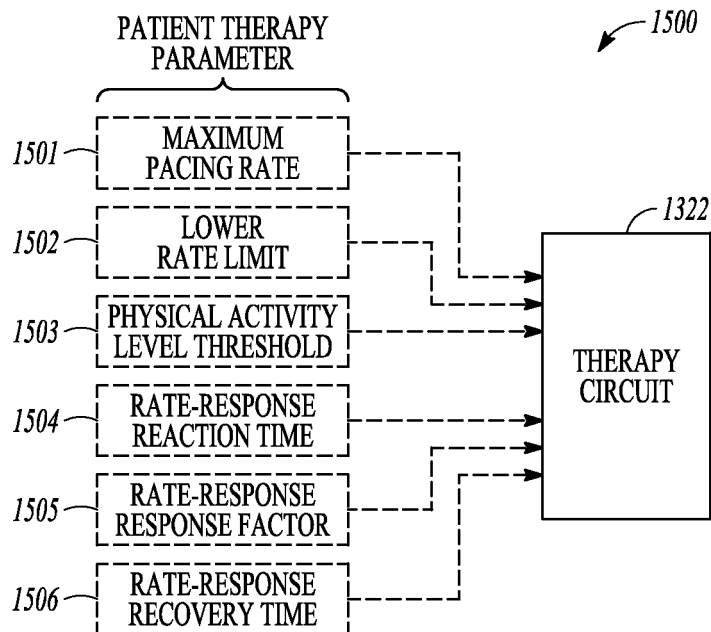 PATIENT THERAPY
PARAMETER
1500
1501
MAXIMUM
PACING RATE
1502
LOWER
RATE LIMIT
1322
1503
PHYSICAL ACTIVITY
LEVEL THRESHOLD
THERAPY
CIRCUIT
1504
RATE-RESPONSE
REACTION TIME
1505
RATE-RESPONSE
RESPONSE FACTOR
1506
RATE-RESPONSE
RECOVERY TIME